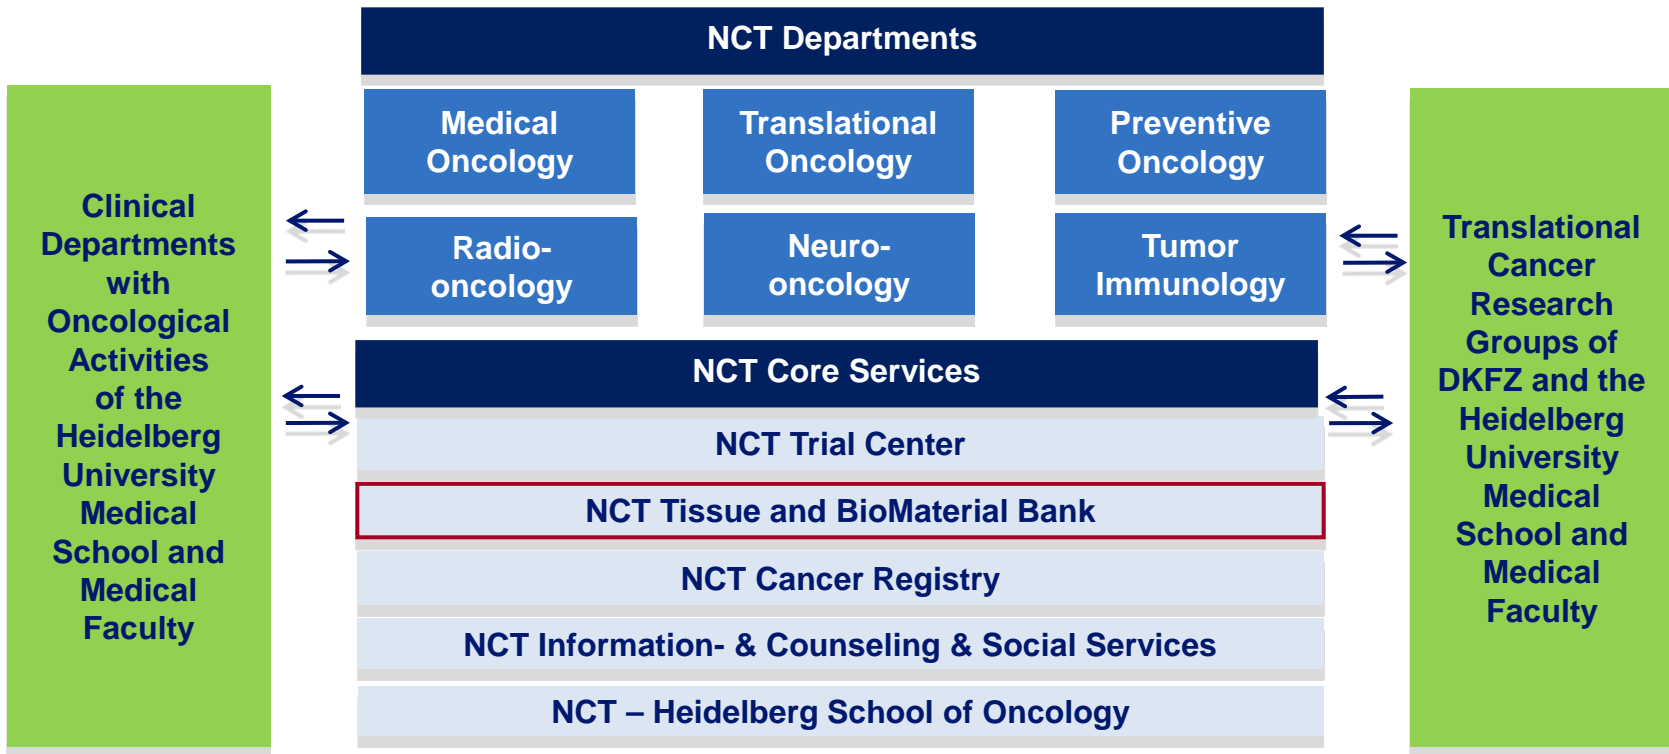 NCT Departments
Medical
Oncology
Translational
Oncology
Preventive
Oncology
Radio-
oncology
Neuro-
oncology
Tumor
Immunology
NCT Core Services
NCT Trial Center
NCT Tissue and BioMaterial Bank
NCT Cancer Registry
NCT Information- & Counseling & Social Services
NCT – Heidelberg School of Oncology
Clinical
Departments
with
Oncological
Activities
of the
Heidelberg
University
Medical
School and
Medical
Faculty
Translational
Cancer
Research
Groups of
DKFZ and the
Heidelberg
University
Medical
School and
Medical
Faculty